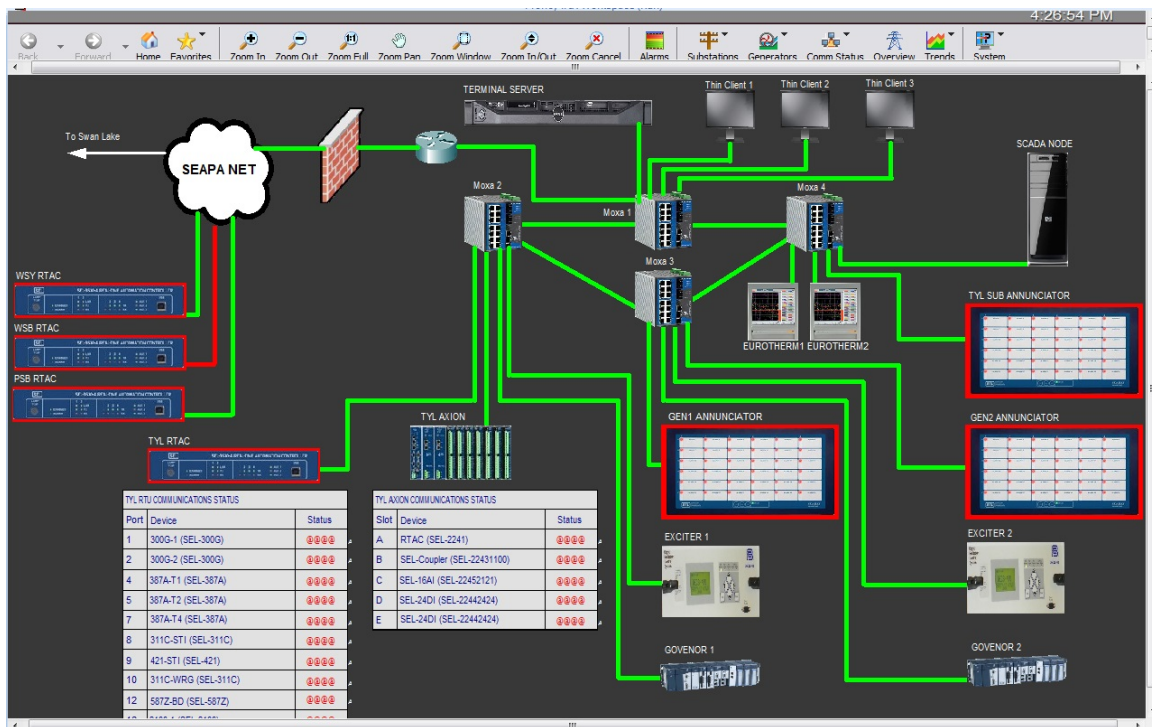 4:26:54 PM
Back
Forward
Home
Favorites
Zoom In
Zoom Out
Zoom Full
Zoom Pan
Zoom Window
Zoom In/Out
Zoom Cancel
Alarms
Substations
Generators
Comm Status
Overview
Trends
System
TERMINAL SERVER
Thin Client 1
Thin Client 2
Thin Client 3
To Swan Lake
SEAPA NET
SCADA NODE
Moxa 2
Moxa 1
Moxa 4
Moxa 3
WSY RTAC
WSB RTAC
PSB RTAC
EUROTHERM1 EUROTHERM2
TYL SUB ANNUNCIATOR
TYL RTAC
TYL AXION
GEN1 ANNUNCIATOR
GEN2 ANNUNCIATOR
TYL RTU COMMUNICATIONS STATUS
Port Device Status
1 300G-1 (SEL-300G) @@@@
2 300G-2 (SEL-300G) @@@@
4 387A-T1 (SEL-387A) @@@@
5 387A-T2 (SEL-387A) @@@@
7 387A-T4 (SEL-387A) @@@@
8 311C-STI (SEL-311C) @@@@
9 421-STI (SEL-421) @@@@
10 311C-WRG (SEL-311C) @@@@
12 587Z-BD (SEL-587Z) @@@@
TYL AXION COMMUNICATIONS STATUS
Slot Device Status
A RTAC (SEL-2241) @@@@
B SEL-Coupler (SEL-22431100) @@@@
C SEL-16AI (SEL-22452121) @@@@
D SEL-24DI (SEL-22442424) @@@@
E SEL-24DI (SEL-22442424) @@@@
EXCITER 1
EXCITER 2
GOVENOR 1
GOVENOR 2